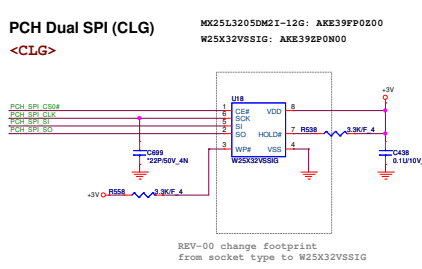 PCH Dual SPI (CLG)
MX25L3205DM2I-12G: AKE39FP0Z00
W25X32VSSIG: AKE39ZP0N00
<CLG>
+3V
PCH_SPI_CS0#
PCH_SPI_CLK
PCH_SPI_SI
PCH_SPI_SO
U18
1 CE# VDD 8
6 SCK
5 SI
2 SO HOLD# 7 R538 3.3K/F_4
3 WP# VSS 4
W25X32VSSIG
C699
*22P/50V_4N
C438
0.1U/10V_
+3V R558 3.3K/F_4
REV-00 change footprint
from socket type to W25X32VSSIG